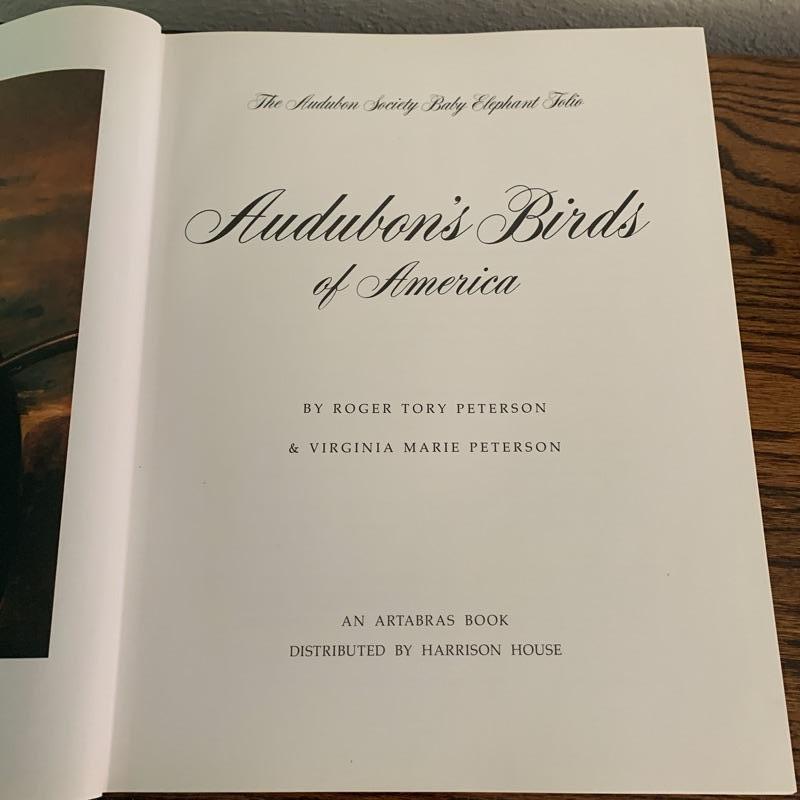 The Audubon Society Baby Elephant Folio
Audubon's Birds
of America
BY ROGER TORY PETERSON
& VIRGINIA MARIE PETERSON
AN ARTABRAS BOOK
DISTRIBUTED BY HARRISON HOUSE